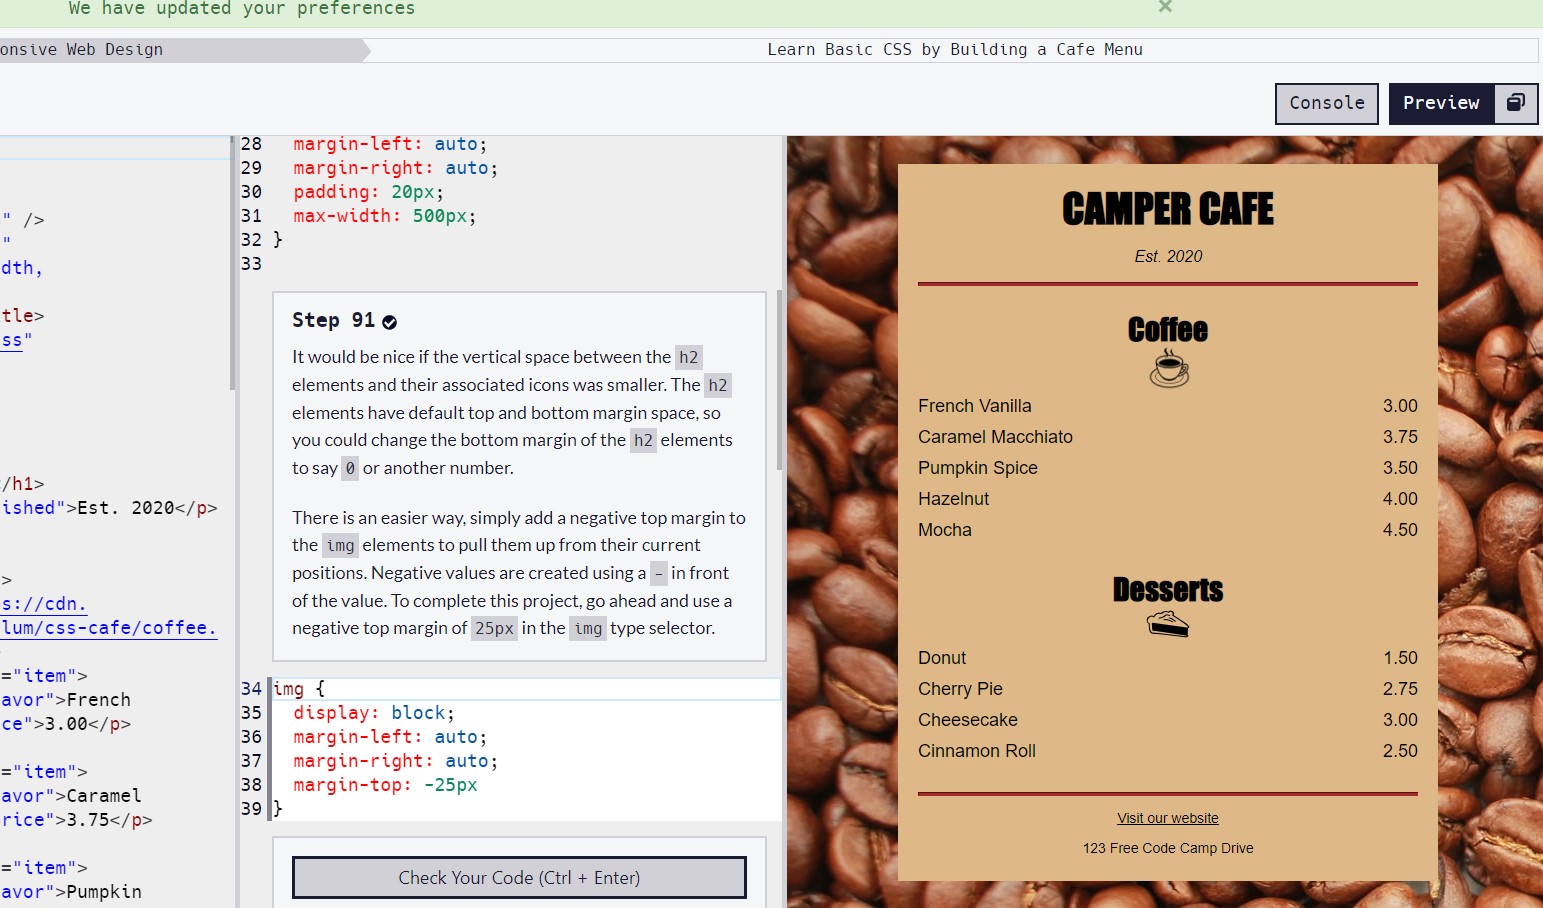 We have updated your preferences
×
onsive Web Design
Learn Basic CSS by Building a Cafe Menu
Console
Preview
" />
"
dth,
tle>
ss"
/h1>
ished">Est. 2020</p>
>
s://cdn.
lum/css-cafe/coffee.
="item">
avor">French
ce">3.00</p>
="item">
avor">Caramel
rice">3.75</p>
="item">
avor">Pumpkin
28 margin-left: auto;
29 margin-right: auto;
30 padding: 20px;
31 max-width: 500px;
32 }
33
Step 91
It would be nice if the vertical space between the h2
elements and their associated icons was smaller. The h2
elements have default top and bottom margin space, so
you could change the bottom margin of the h2 elements
to say 0 or another number.
There is an easier way, simply add a negative top margin to
the img elements to pull them up from their current
positions. Negative values are created using a - in front
of the value. To complete this project, go ahead and use a
negative top margin of 25px in the img type selector.
34 img {
35 display: block;
36 margin-left: auto;
37 margin-right: auto;
38 margin-top: -25px
39 }
Check Your Code (Ctrl + Enter)
CAMPER CAFE
Est. 2020
Coffee
French Vanilla 3.00
Caramel Macchiato 3.75
Pumpkin Spice 3.50
Hazelnut 4.00
Mocha 4.50
Desserts
Donut 1.50
Cherry Pie 2.75
Cheesecake 3.00
Cinnamon Roll 2.50
Visit our website
123 Free Code Camp Drive